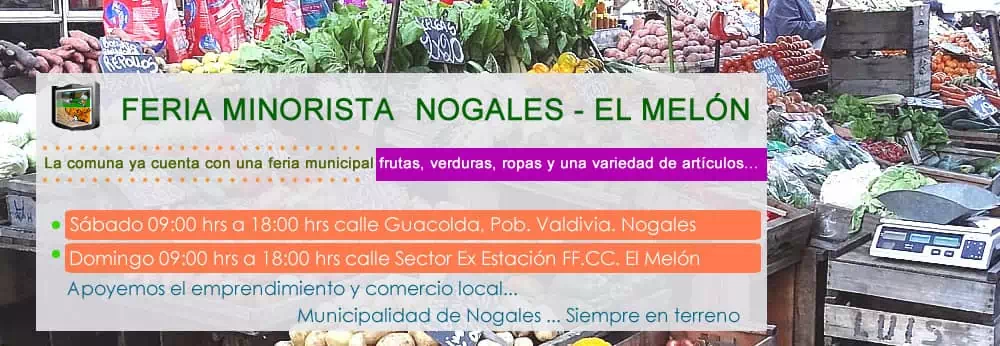 REPOLLOS
FERIA MINORISTA NOGALES - EL MELÓN
La comuna ya cuenta con una feria municipal frutas, verduras, ropas y una variedad de artículos...
Sábado 09:00 hrs a 18:00 hrs calle Guacolda, Pob. Valdivia. Nogales
Domingo 09:00 hrs a 18:00 hrs calle Sector Ex Estación FF.CC. El Melón
Apoyemos el emprendimiento y comercio local...
Municipalidad de Nogales ... Siempre en terreno
LUIS